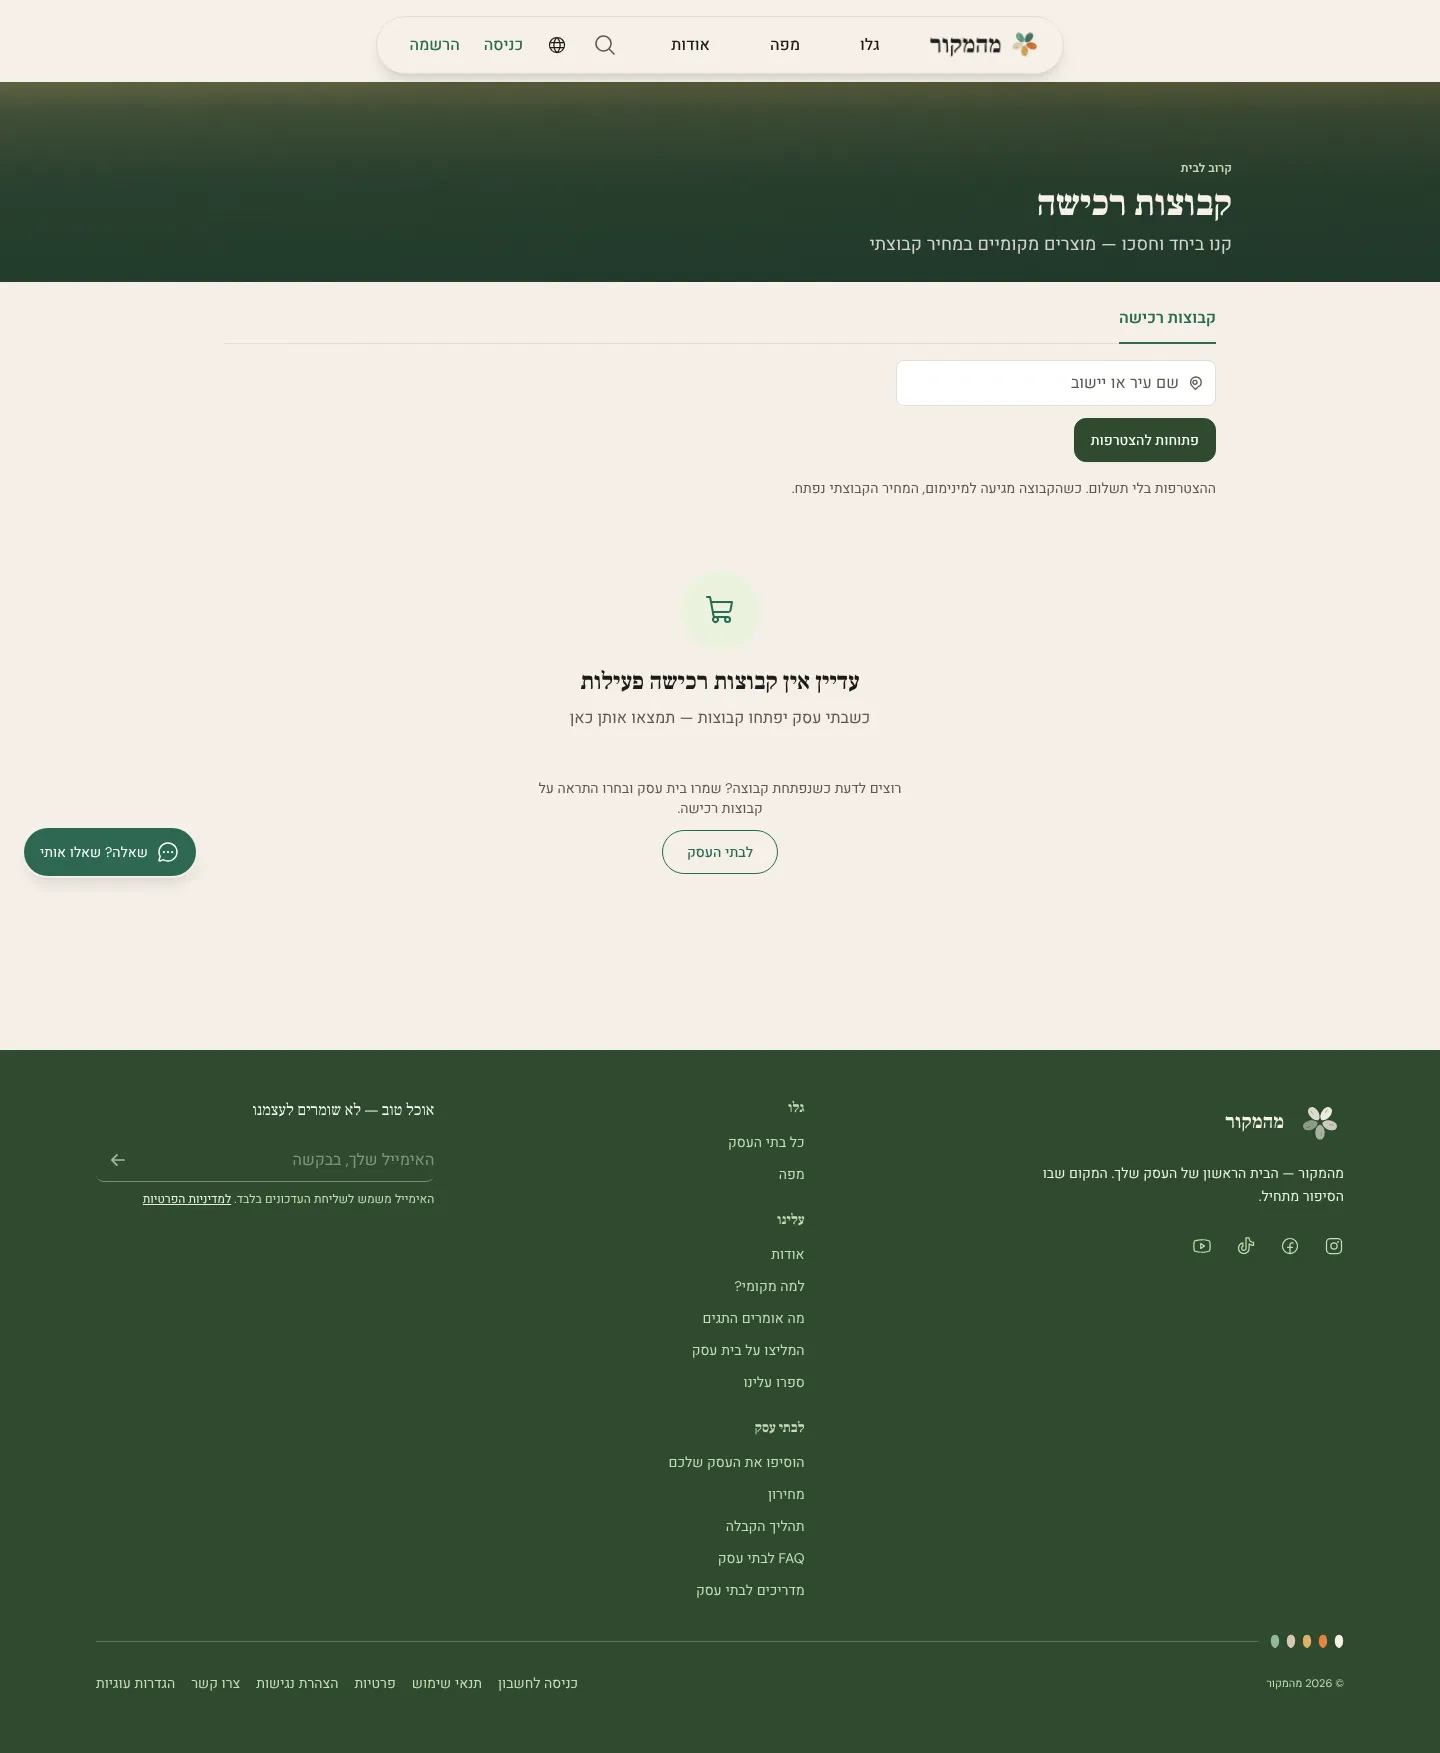 מהמקור
גלו
מפה
אודות
כניסה
הרשמה
קרוב לבית
קבוצות רכישה
קנו ביחד וחסכו — מוצרים מקומיים במחיר קבוצתי
קבוצות רכישה
שם עיר או יישוב
פתוחות להצטרפות
ההצטרפות בלי תשלום. כשהקבוצה מגיעה למינימום, המחיר הקבוצתי נפתח.
עדיין אין קבוצות רכישה פעילות
כשבתי עסק יפתחו קבוצות — תמצאו אותן כאן
רוצים לדעת כשנפתחת קבוצה? שמרו בית עסק ובחרו התראה על
קבוצות רכישה.
לבתי העסק
שאלה? שאלו אותי
מהמקור
מהמקור — הבית הראשון של העסק שלך. המקום שבו
הסיפור מתחיל.
גלו
כל בתי העסק
מפה
עלינו
אודות
למה מקומי?
מה אומרים התגים
המליצו על בית עסק
ספרו עלינו
לבתי עסק
הוסיפו את העסק שלכם
מחירון
תהליך הקבלה
FAQ לבתי עסק
מדריכים לבתי עסק
אוכל טוב — לא שומרים לעצמנו
האימייל שלך, בבקשה
האימייל משמש לשליחת העדכונים בלבד. למדיניות הפרטיות
© 2026 מהמקור
כניסה לחשבון
תנאי שימוש
פרטיות
הצהרת נגישות
צרו קשר
הגדרות עוגיות